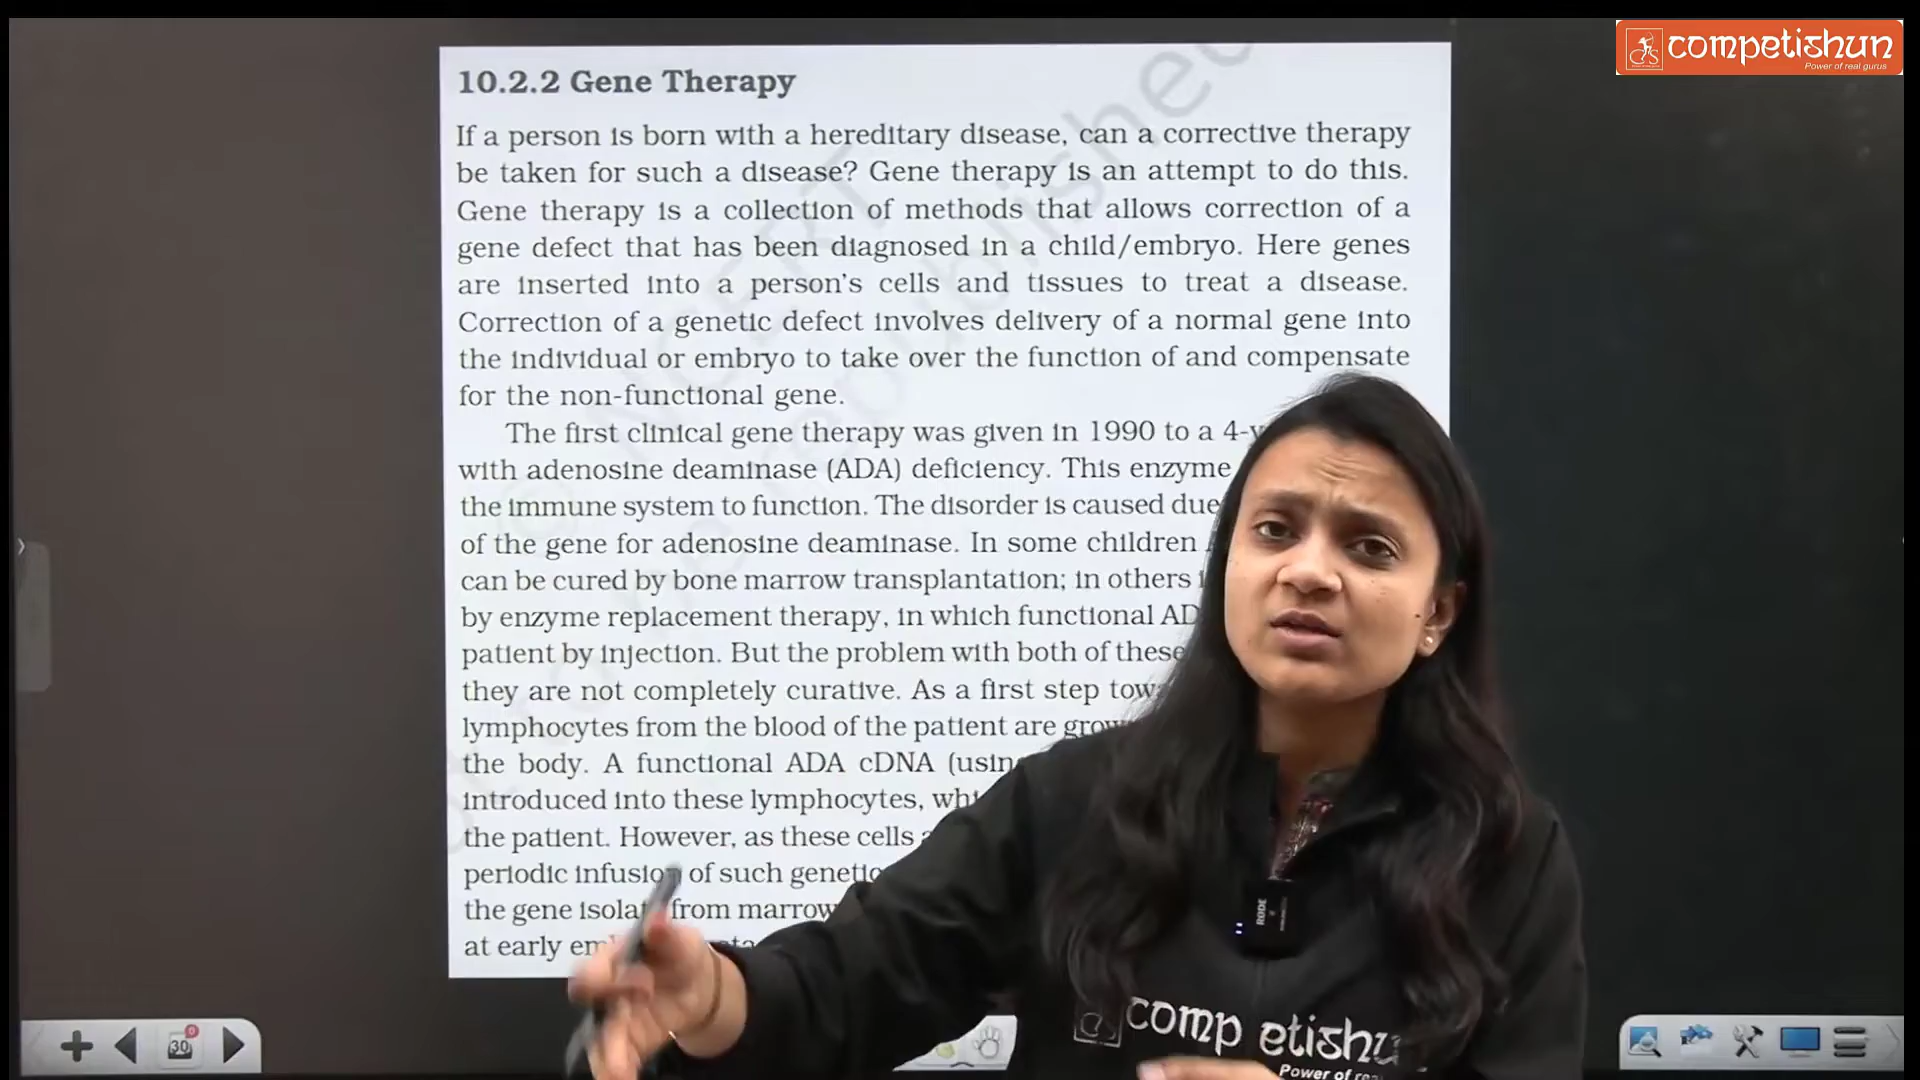 competishun
Power of real gurus
10.2.2 Gene Therapy
If a person is born with a hereditary disease, can a corrective therapy
be taken for such a disease? Gene therapy is an attempt to do this.
Gene therapy is a collection of methods that allows correction of a
gene defect that has been diagnosed in a child/embryo. Here genes
are inserted into a person's cells and tissues to treat a disease.
Correction of a genetic defect involves delivery of a normal gene into
the individual or embryo to take over the function of and compensate
for the non-functional gene.
The first clinical gene therapy was given in 1990 to a 4-y
with adenosine deaminase (ADA) deficiency. This enzyme
the immune system to function. The disorder is caused due
of the gene for adenosine deaminase. In some children
can be cured by bone marrow transplantation; in others
by enzyme replacement therapy, in which functional AD
patient by injection. But the problem with both of these
they are not completely curative. As a first step
lymphocytes from the blood of the patient are
the body. A functional ADA cDNA
introduced into these lymphocytes,
the patient. However, as these cells
periodic infusion of such
the gene from marrow
at early
30
RODE
competishu
Power of